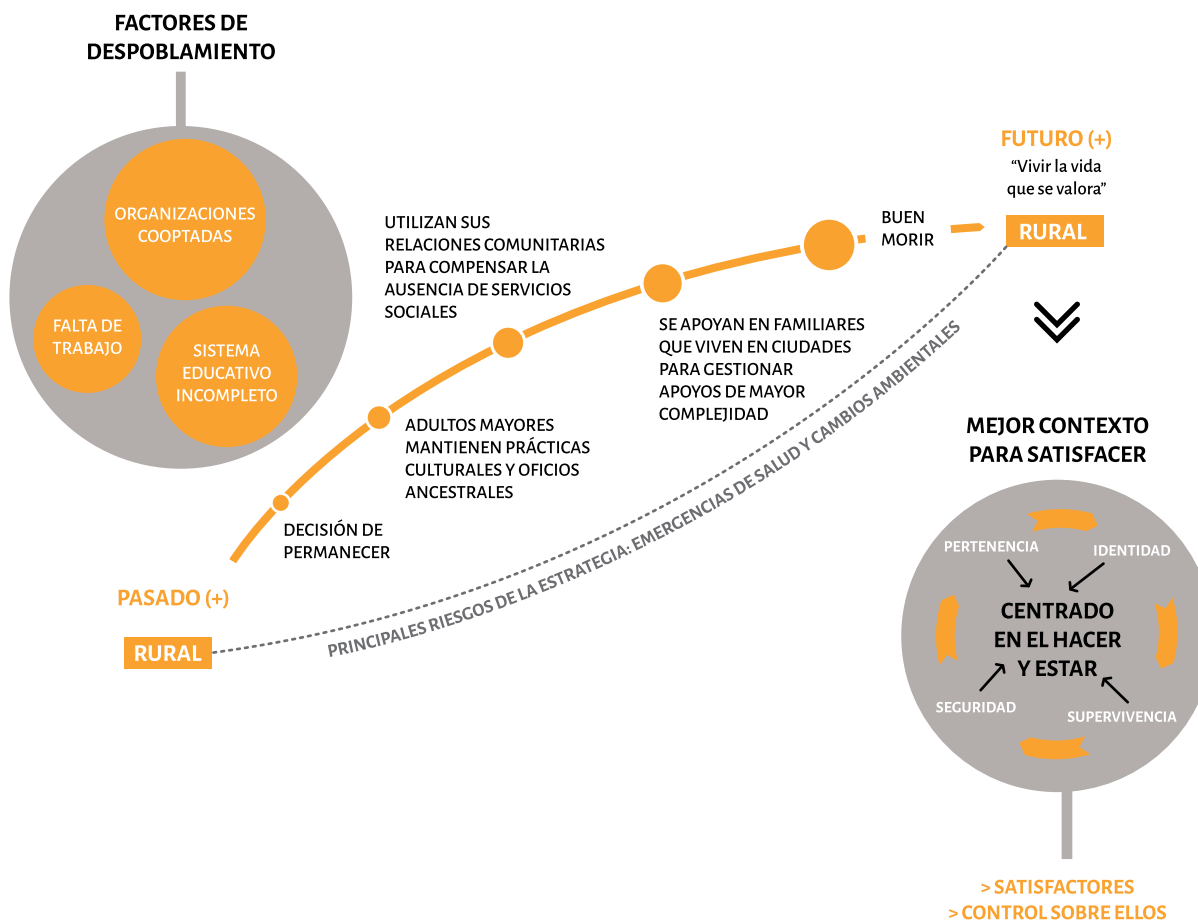 FACTORES DE
DESPOBLAMIENTO
ORGANIZACIONES
COOPTADAS
FALTA DE
TRABAJO
SISTEMA
EDUCATIVO
INCOMPLETO
UTILIZAN SUS
RELACIONES COMUNITARIAS
PARA COMPENSAR LA
AUSENCIA DE SERVICIOS
SOCIALES
BUEN
MORIR
FUTURO (+)
“Vivir la vida
que se valora”
RURAL
SE APOYAN EN FAMILIARES
QUE VIVEN EN CIUDADES
PARA GESTIONAR
APOYOS DE MAYOR
COMPLEJIDAD
ADULTOS MAYORES
MANTIENEN PRÁCTICAS
CULTURALES Y OFICIOS
ANCESTRALES
DECISIÓN DE
PERMANECER
PASADO (+)
RURAL
PRINCIPALES RIESGOS DE LA ESTRATEGIA: EMERGENCIAS DE SALUD Y CAMBIOS AMBIENTALES
MEJOR CONTEXTO
PARA SATISFACER
PERTENENCIA
IDENTIDAD
CENTRADO
EN EL HACER
Y ESTAR
SEGURIDAD
SUPERVIVENCIA
> SATISFACTORES
> CONTROL SOBRE ELLOS